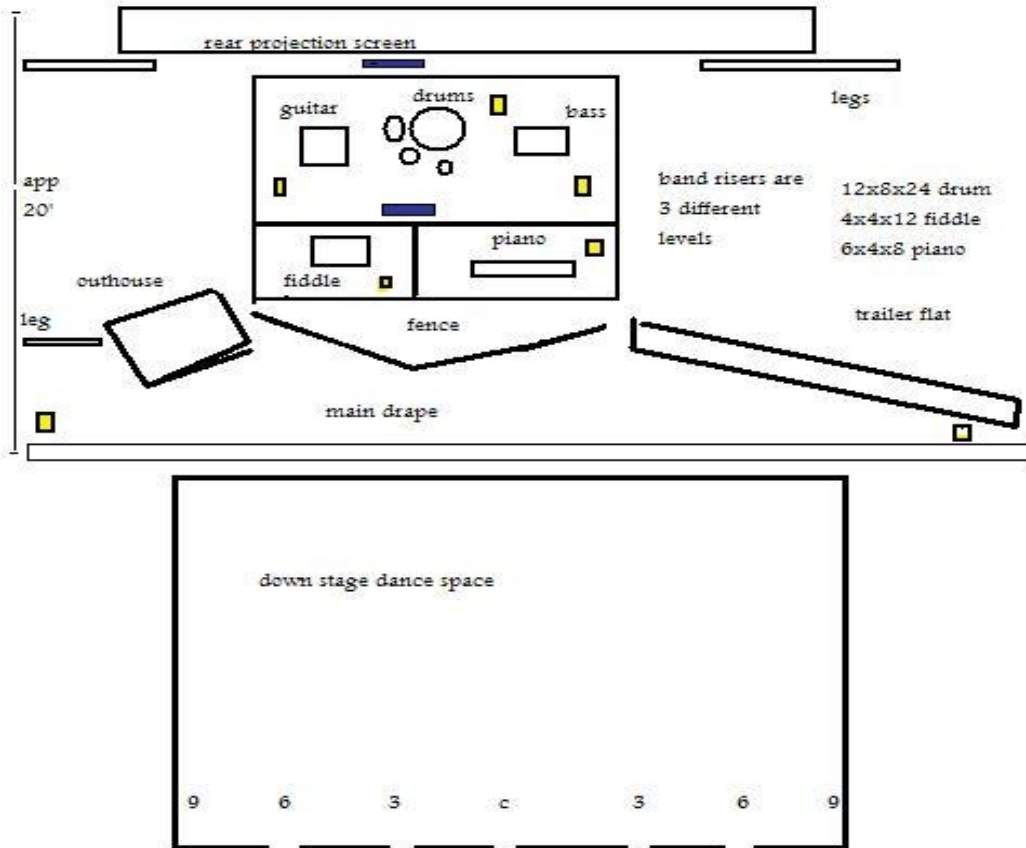 rear projection screen
drums
guitar
bass
legs
app
20'
band risers are
3 different
levels
12x8x24 drum
4x4x12 fiddle
6x4x8 piano
piano
fiddle
outhouse
leg
fence
trailer flat
main drape
down stage dance space
9 6 3 c 3 6 9